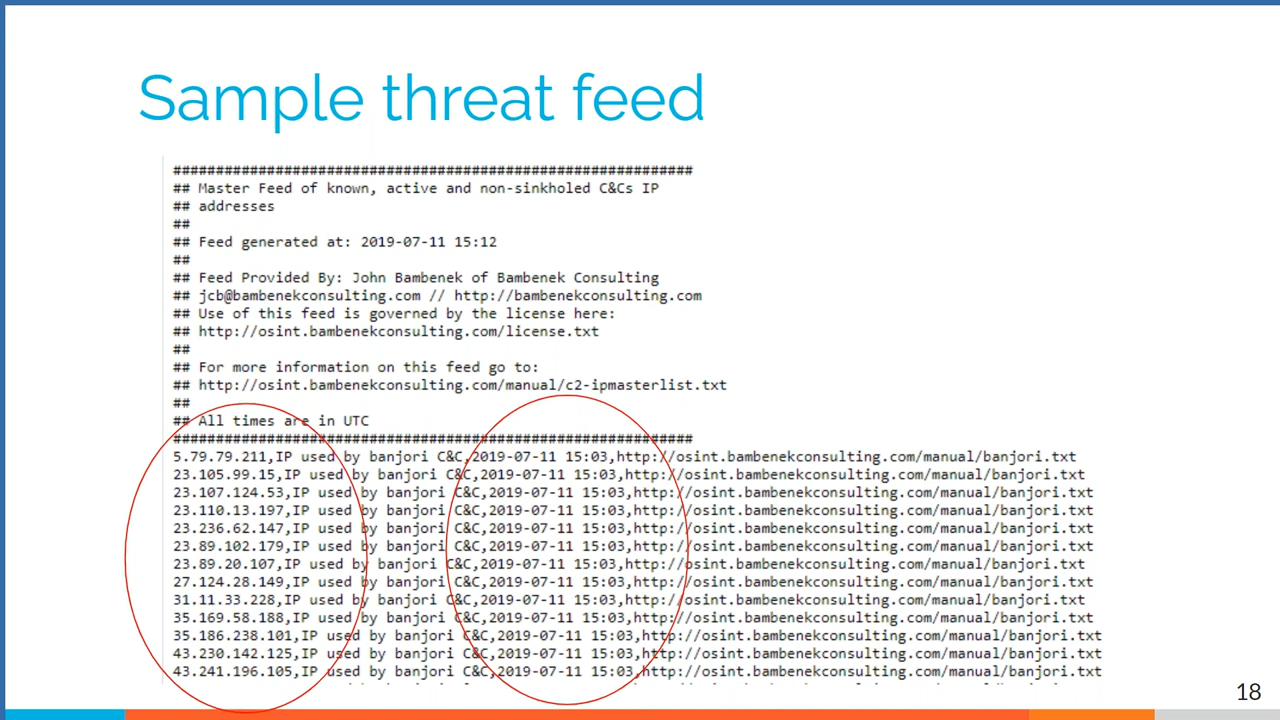 Sample threat feed
#############################################################
## Master Feed of known, active and non-sinkholed C&Cs IP
## addresses
##
## Feed generated at: 2019-07-11 15:12
##
## Feed Provided By: John Bambenek of Bambenek Consulting
## jcb@bambenekconsulting.com // http://bambenekconsulting.com
## Use of this feed is governed by the license here:
## http://osint.bambenekconsulting.com/license.txt
##
## For more information on this feed go to:
## http://osint.bambenekconsulting.com/manual/c2-ipmasterlist.txt
##
## All times are in UTC
#############################################################
5.79.79.211,IP used by banjori C&C,2019-07-11 15:03,http://osint.bambenekconsulting.com/manual/banjori.txt
23.105.99.15,IP used by banjori C&C,2019-07-11 15:03,http://osint.bambenekconsulting.com/manual/banjori.txt
23.107.124.53,IP used by banjori C&C,2019-07-11 15:03,http://osint.bambenekconsulting.com/manual/banjori.txt
23.110.13.197,IP used by banjori C&C,2019-07-11 15:03,http://osint.bambenekconsulting.com/manual/banjori.txt
23.236.62.147,IP used by banjori C&C,2019-07-11 15:03,http://osint.bambenekconsulting.com/manual/banjori.txt
23.89.102.179,IP used by banjori C&C,2019-07-11 15:03,http://osint.bambenekconsulting.com/manual/banjori.txt
23.89.20.107,IP used by banjori C&C,2019-07-11 15:03,http://osint.bambenekconsulting.com/manual/banjori.txt
27.124.28.149,IP used by banjori C&C,2019-07-11 15:03,http://osint.bambenekconsulting.com/manual/banjori.txt
31.11.33.228,IP used by banjori C&C,2019-07-11 15:03,http://osint.bambenekconsulting.com/manual/banjori.txt
35.169.58.188,IP used by banjori C&C,2019-07-11 15:03,http://osint.bambenekconsulting.com/manual/banjori.txt
35.186.238.101,IP used by banjori C&C,2019-07-11 15:03,http://osint.bambenekconsulting.com/manual/banjori.txt
43.230.142.125,IP used by banjori C&C,2019-07-11 15:03,http://osint.bambenekconsulting.com/manual/banjori.txt
43.241.196.105,IP used by banjori C&C,2019-07-11 15:03,http://osint.bambenekconsulting.com/manual/banjori.txt
18